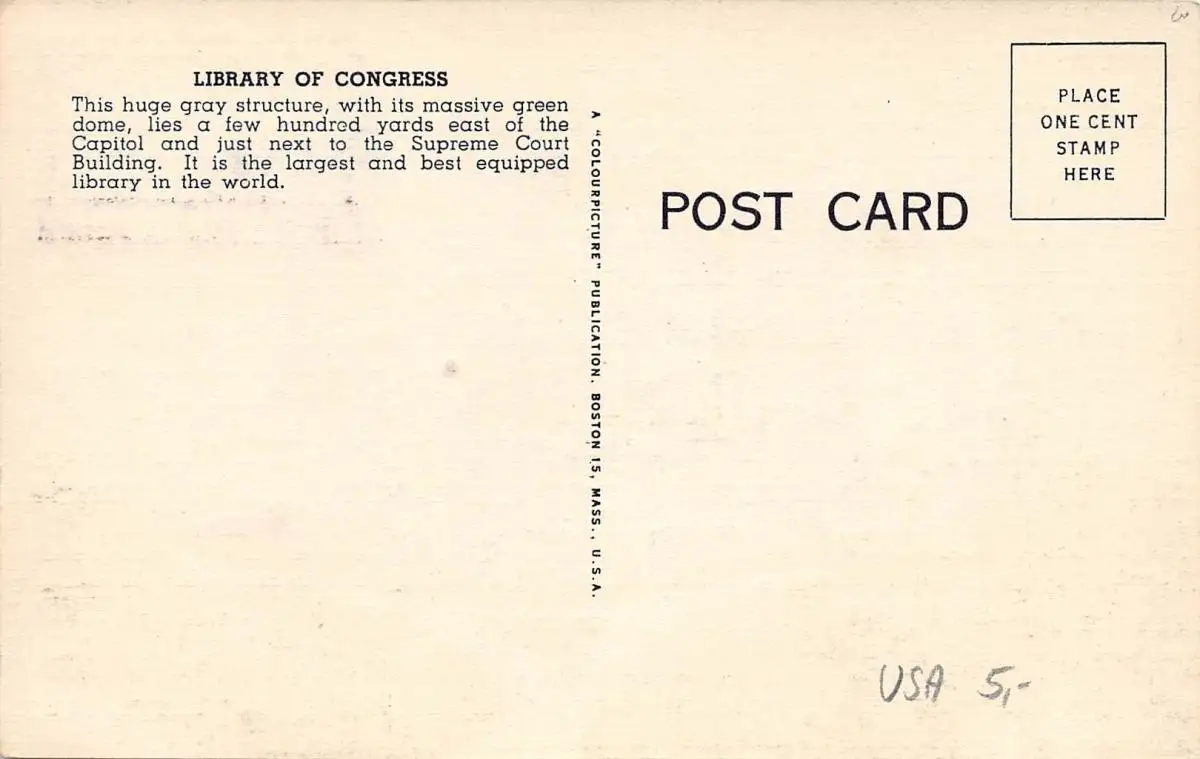 LIBRARY OF CONGRESS
This huge gray structure, with its massive green
dome, lies a few hundred yards east of the
Capitol and just next to the Supreme Court
Building. It is the largest and best equipped
library in the world.
A "COLOURPICTURE" PUBLICATION, BOSTON 15, MASS., U.S.A.
POST CARD
PLACE
ONE CENT
STAMP
HERE
USA 5,-